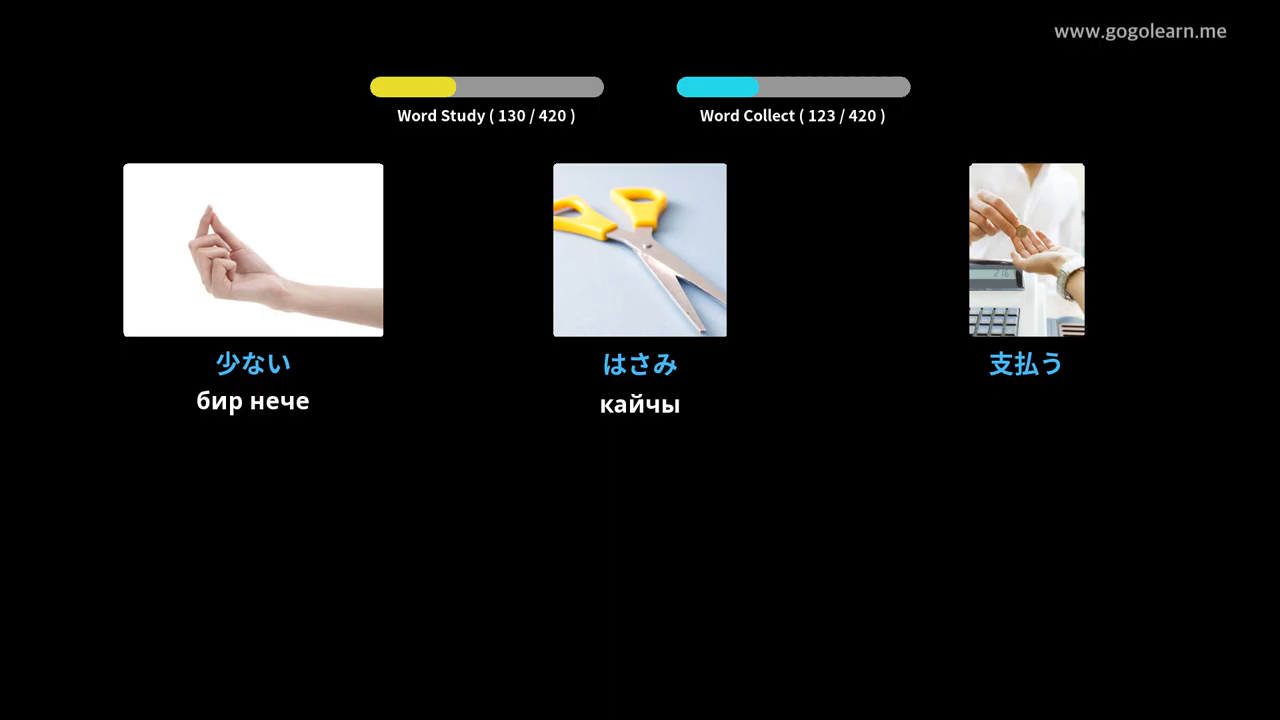 www.gogolearn.me
Word Study ( 130 / 420 )
Word Collect ( 123 / 420 )
少ない
はさみ
支払う
бир нече
кайчы